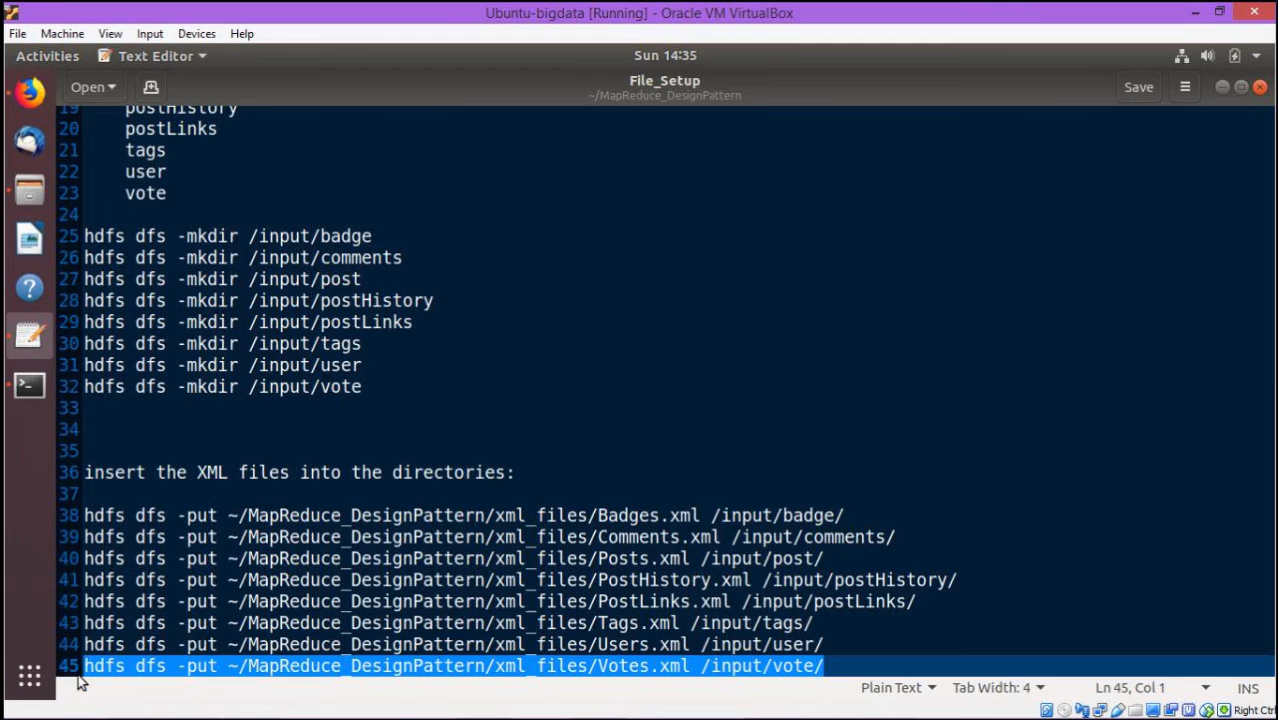 Ubuntu-bigdata [Running] - Oracle VM VirtualBox
File Machine View Input Devices Help
Activities Text Editor Sun 14:35
Open File_Setup Save
~/MapReduce_DesignPattern
19 postHistory
20 postLinks
21 tags
22 user
23 vote
24
25 hdfs dfs -mkdir /input/badge
26 hdfs dfs -mkdir /input/comments
27 hdfs dfs -mkdir /input/post
28 hdfs dfs -mkdir /input/postHistory
29 hdfs dfs -mkdir /input/postLinks
30 hdfs dfs -mkdir /input/tags
31 hdfs dfs -mkdir /input/user
32 hdfs dfs -mkdir /input/vote
33
34
35
36 insert the XML files into the directories:
37
38 hdfs dfs -put ~/MapReduce_DesignPattern/xml_files/Badges.xml /input/badge/
39 hdfs dfs -put ~/MapReduce_DesignPattern/xml_files/Comments.xml /input/comments/
40 hdfs dfs -put ~/MapReduce_DesignPattern/xml_files/Posts.xml /input/post/
41 hdfs dfs -put ~/MapReduce_DesignPattern/xml_files/PostHistory.xml /input/postHistory/
42 hdfs dfs -put ~/MapReduce_DesignPattern/xml_files/PostLinks.xml /input/postLinks/
43 hdfs dfs -put ~/MapReduce_DesignPattern/xml_files/Tags.xml /input/tags/
44 hdfs dfs -put ~/MapReduce_DesignPattern/xml_files/Users.xml /input/user/
45 hdfs dfs -put ~/MapReduce_DesignPattern/xml_files/Votes.xml /input/vote/
Plain Text Tab Width: 4 Ln 45, Col 1 INS
Right Ctrl